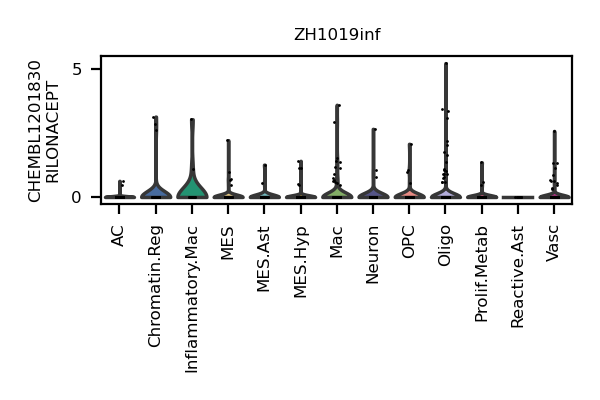 ZH1019inf
CHEMBL1201830
RILONACEPT
5
0
AC
Chromatin.Reg
Inflammatory.Mac
MES
MES.Ast
MES.Hyp
Mac
Neuron
OPC
Oligo
Prolif.Metab
Reactive.Ast
Vasc